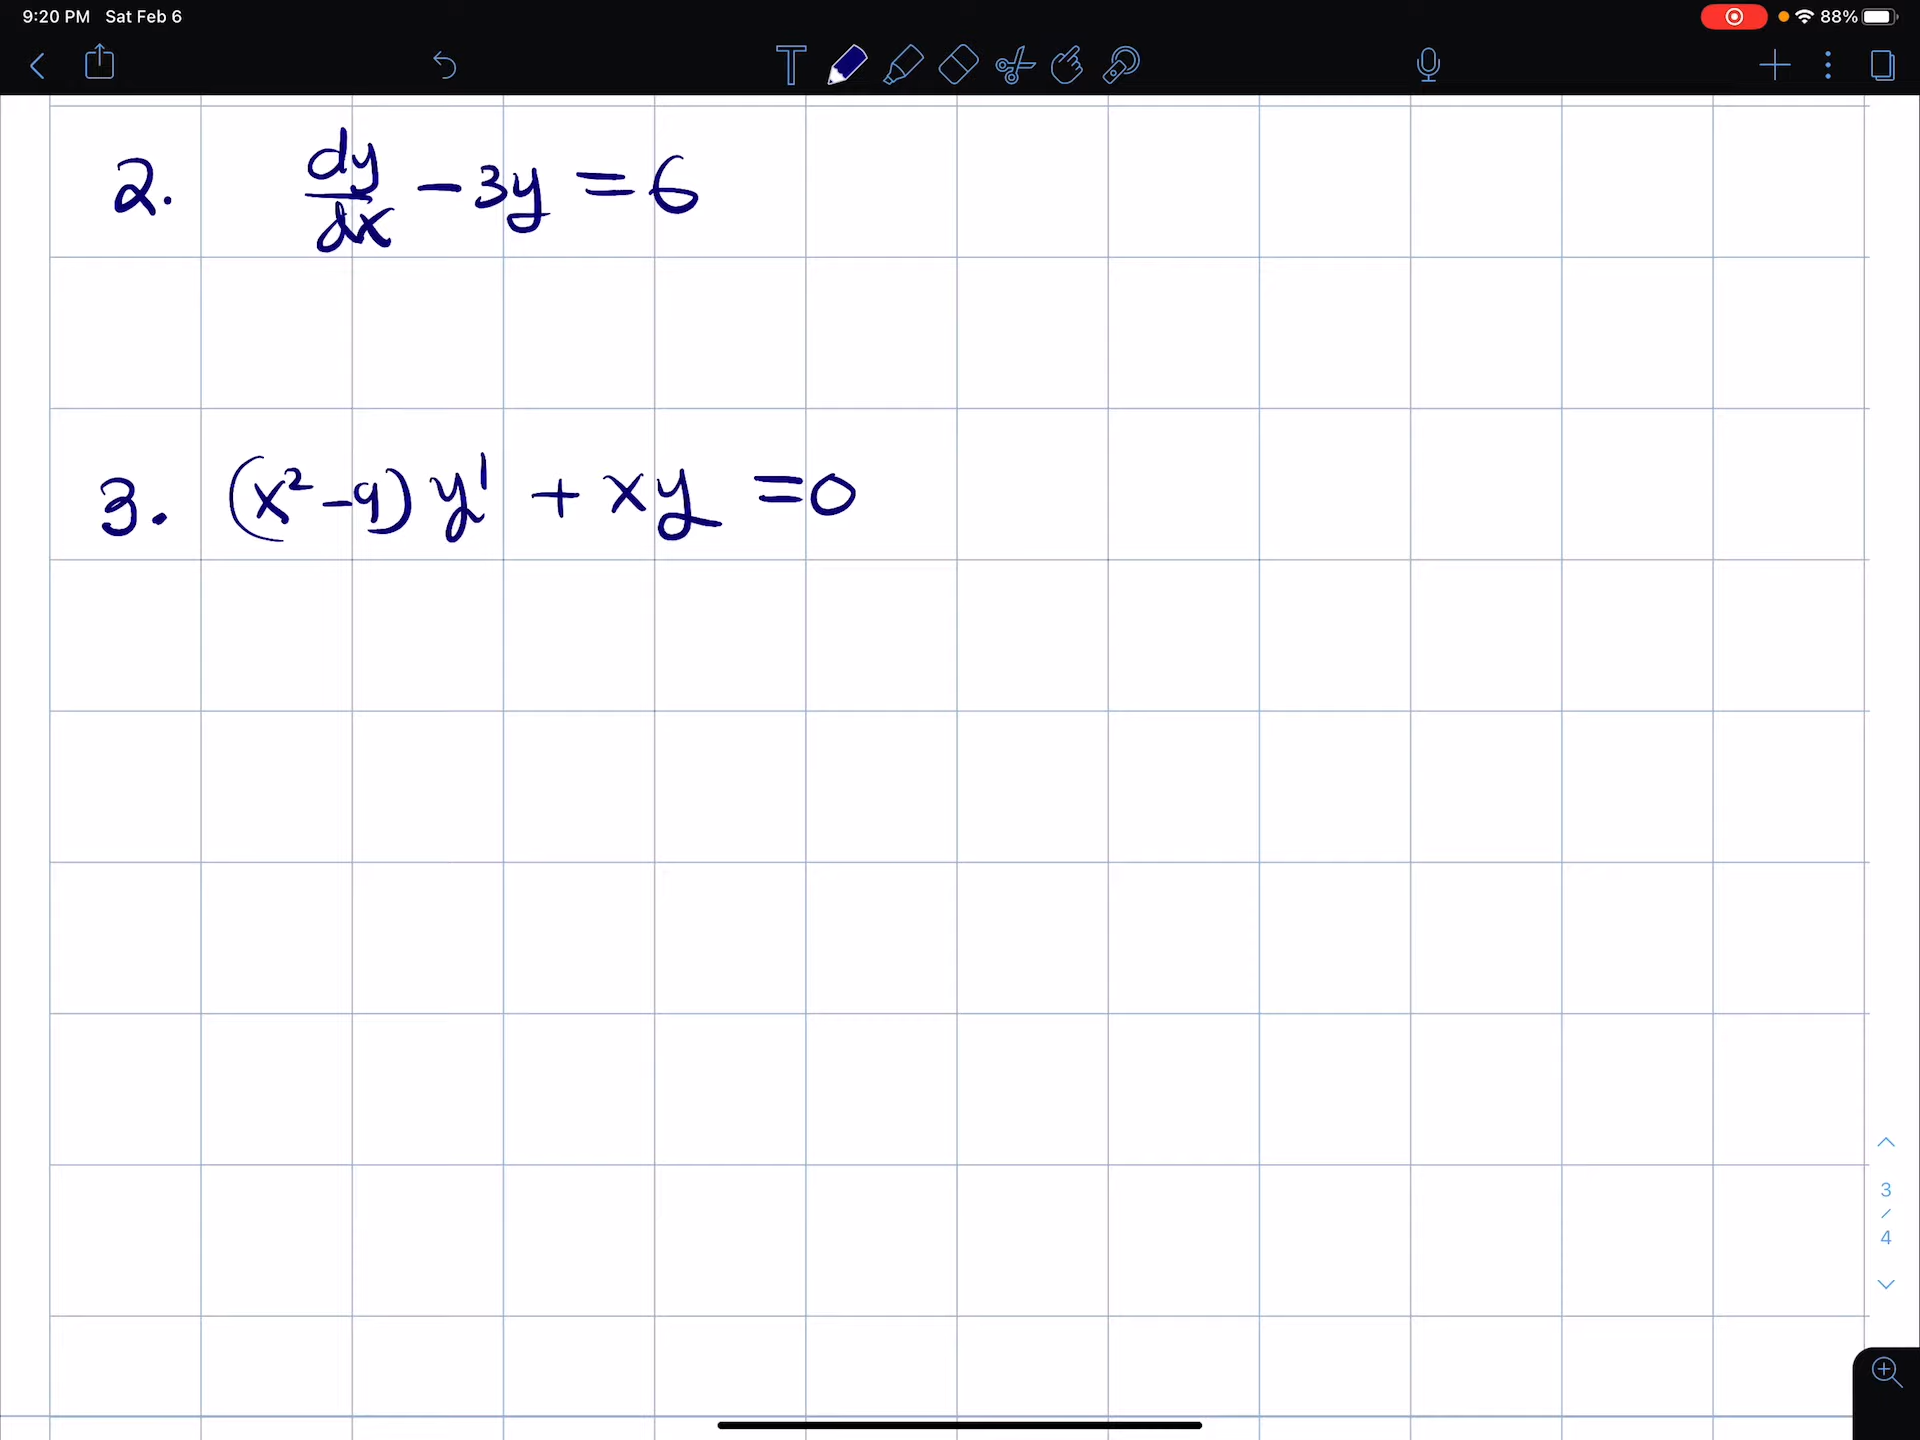 9:20 PM Sat Feb 6 88%
T
2. dy/dx - 3y = 6
3. (x² - 9) y' + xy = 0
3
/
4